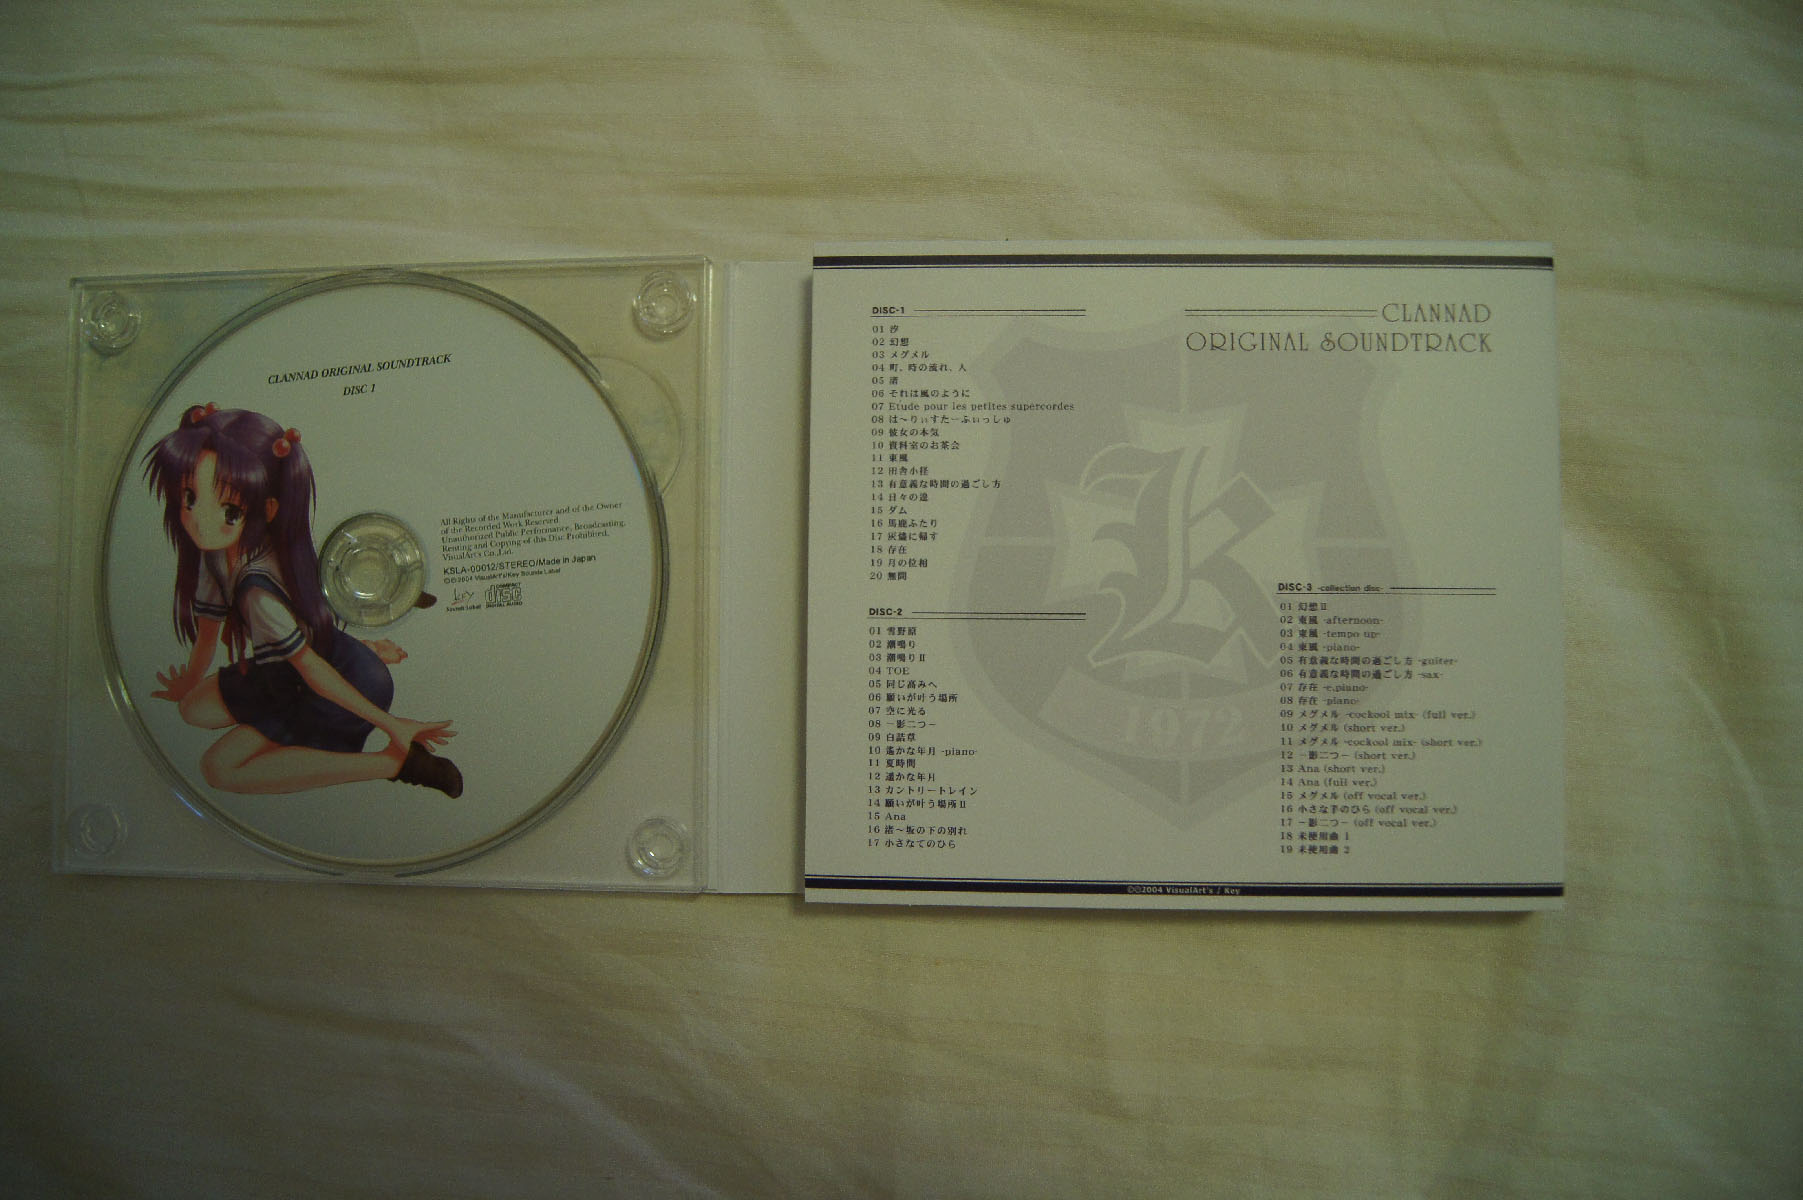 CLANNAD ORIGINAL SOUNDTRACK
DISC 1
All Rights of the Manufacturer and of the Owner
of the Recorded Work Reserved.
Unauthorized Public Performance, Broadcasting,
Renting and Copying of this Disc Prohibited.
VisualArt's Co.,Ltd.
KSLA-00012/STEREO/Made in Japan
℗©2004 VisualArt's/Key Sounds Label
key
Sounds Label
COMPACT
disc
DIGITAL AUDIO
CLANNAD
ORIGINAL SOUNDTRACK
DISC-1
01 汐
02 幻想
03 メグメル
04 町、時の流れ、人
05 渚
06 それは風のように
07 Etude pour les petites supercordes
08 は〜りぃすたーふぃっしゅ
09 彼女の本気
10 資料室のお茶会
11 東風
12 田舎小径
13 有意義な時間の過ごし方
14 日々の遑
15 ダム
16 馬鹿ふたり
17 灰燼に帰す
18 存在
19 月の位相
20 無間
DISC-2
01 雪野原
02 潮鳴り
03 潮鳴りII
04 TOE
05 同じ高みへ
06 願いが叶う場所
07 空に光る
08 －影二つ－
09 白詰草
10 遙かな年月 -piano-
11 夏時間
12 遙かな年月
13 カントリートレイン
14 願いが叶う場所II
15 Ana
16 渚〜坂の下の別れ
17 小さなてのひら
DISC-3 -collection disc-
01 幻想II
02 東風 -afternoon-
03 東風 -tempo up-
04 東風 -piano-
05 有意義な時間の過ごし方 -guiter-
06 有意義な時間の過ごし方 -sax-
07 存在 -e.piano-
08 存在 -piano-
09 メグメル -cockool mix- (full ver.)
10 メグメル (short ver.)
11 メグメル -cockool mix- (short ver.)
12 －影二つ－ (short ver.)
13 Ana (short ver.)
14 Ana (full ver.)
15 メグメル (off vocal ver.)
16 小さな手のひら (off vocal ver.)
17 －影二つ－ (off vocal ver.)
18 未使用曲 1
19 未使用曲 2
K
1972
℗©2004 VisualArt's / Key